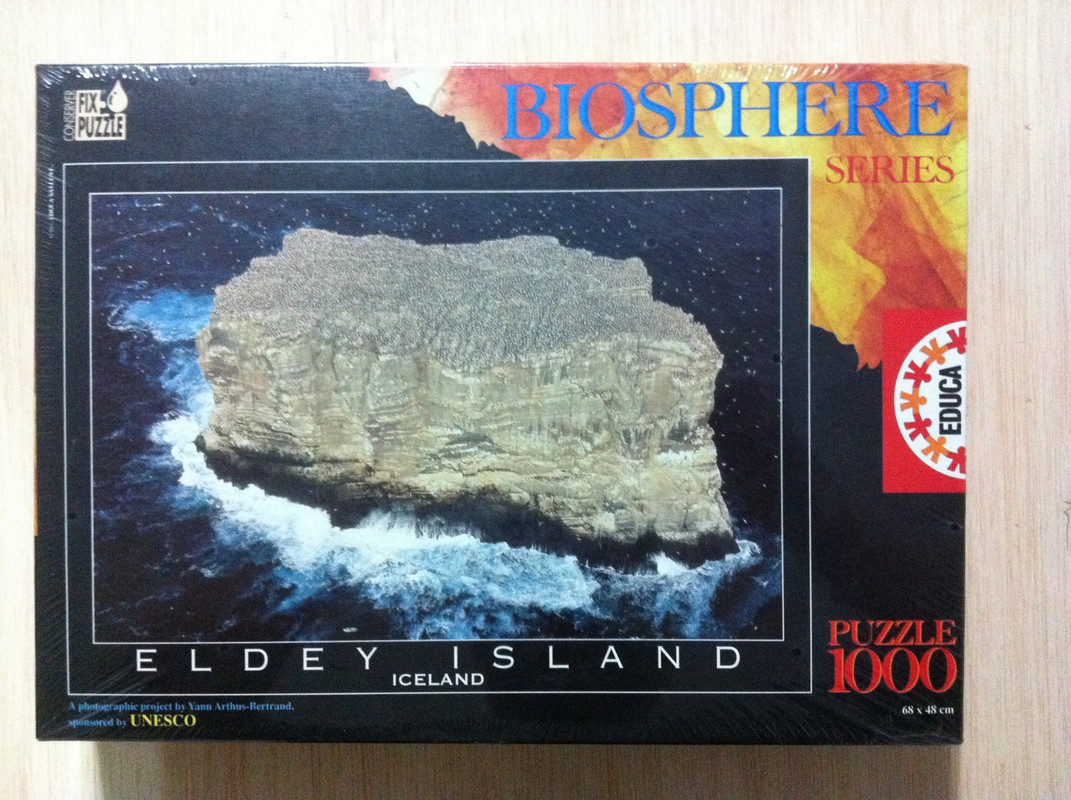 CONSERVER
FIX
PUZZLE
BIOSPHERE
SERIES
EDUCA
ELDEY ISLAND
ICELAND
A photographic project by Yann Arthus-Bertrand,
sponsored by UNESCO
PUZZLE
1000
68 x 48 cm